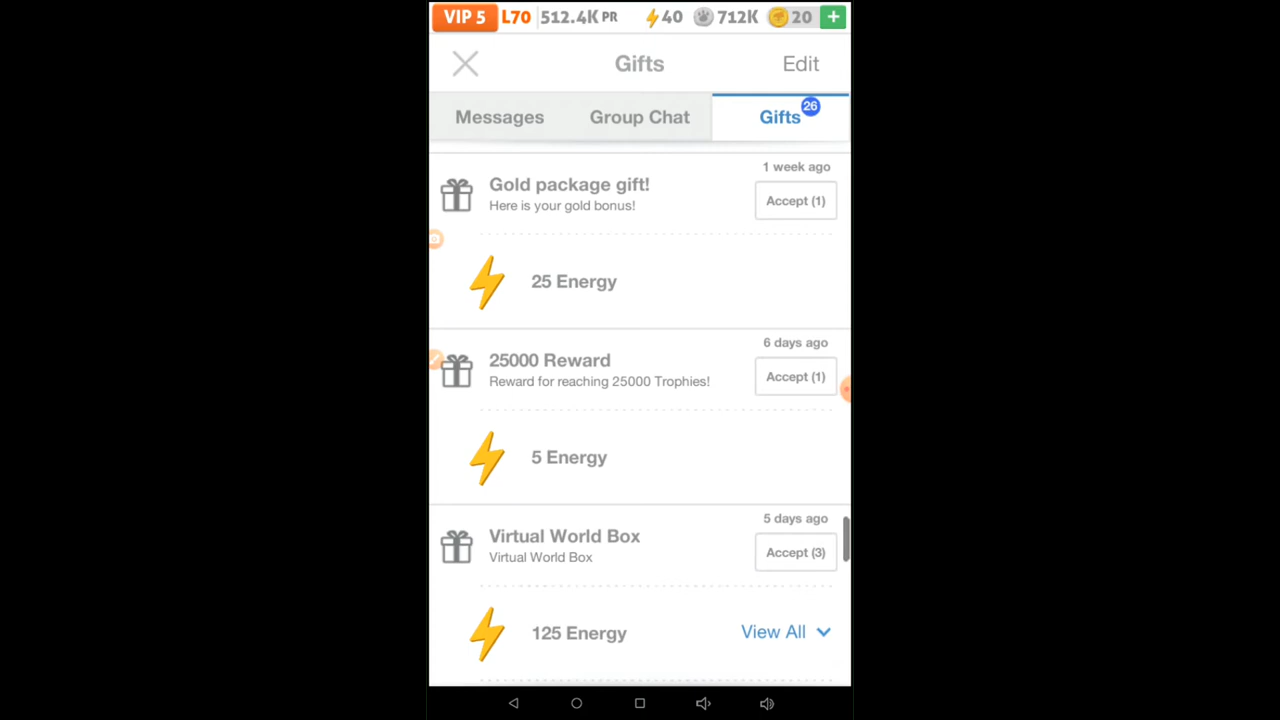 VIP 5 L70 512.4K PR 40 712K 20 +
Gifts Edit
Messages Group Chat Gifts 26
1 week ago
Gold package gift!
Here is your gold bonus!
Accept (1)
25 Energy
6 days ago
25000 Reward
Reward for reaching 25000 Trophies!
Accept (1)
5 Energy
5 days ago
Virtual World Box
Virtual World Box
Accept (3)
125 Energy View All